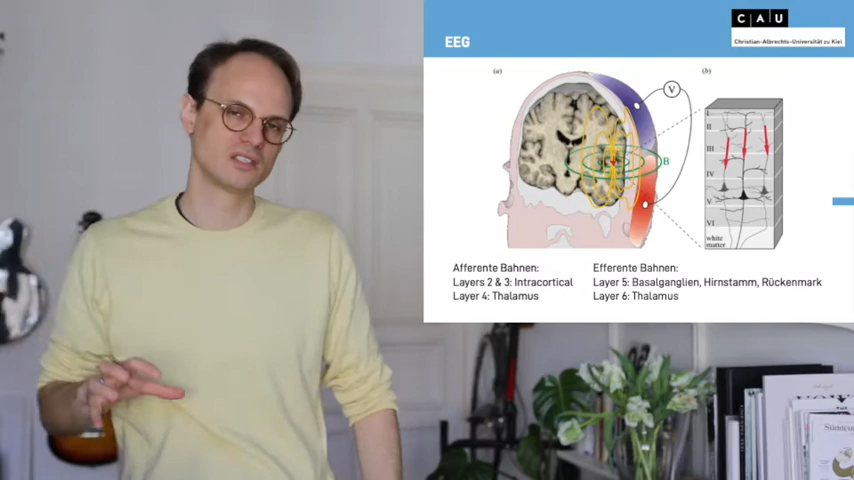 EEG
C A U
Christian-Albrechts-Universität zu Kiel
(a)
V
B
(b)
I
II
III
IV
V
VI
white
matter
Afferente Bahnen:
Layers 2 & 3: Intracortical
Layer 4: Thalamus
Efferente Bahnen:
Layer 5: Basalganglien, Hirnstamm, Rückenmark
Layer 6: Thalamus